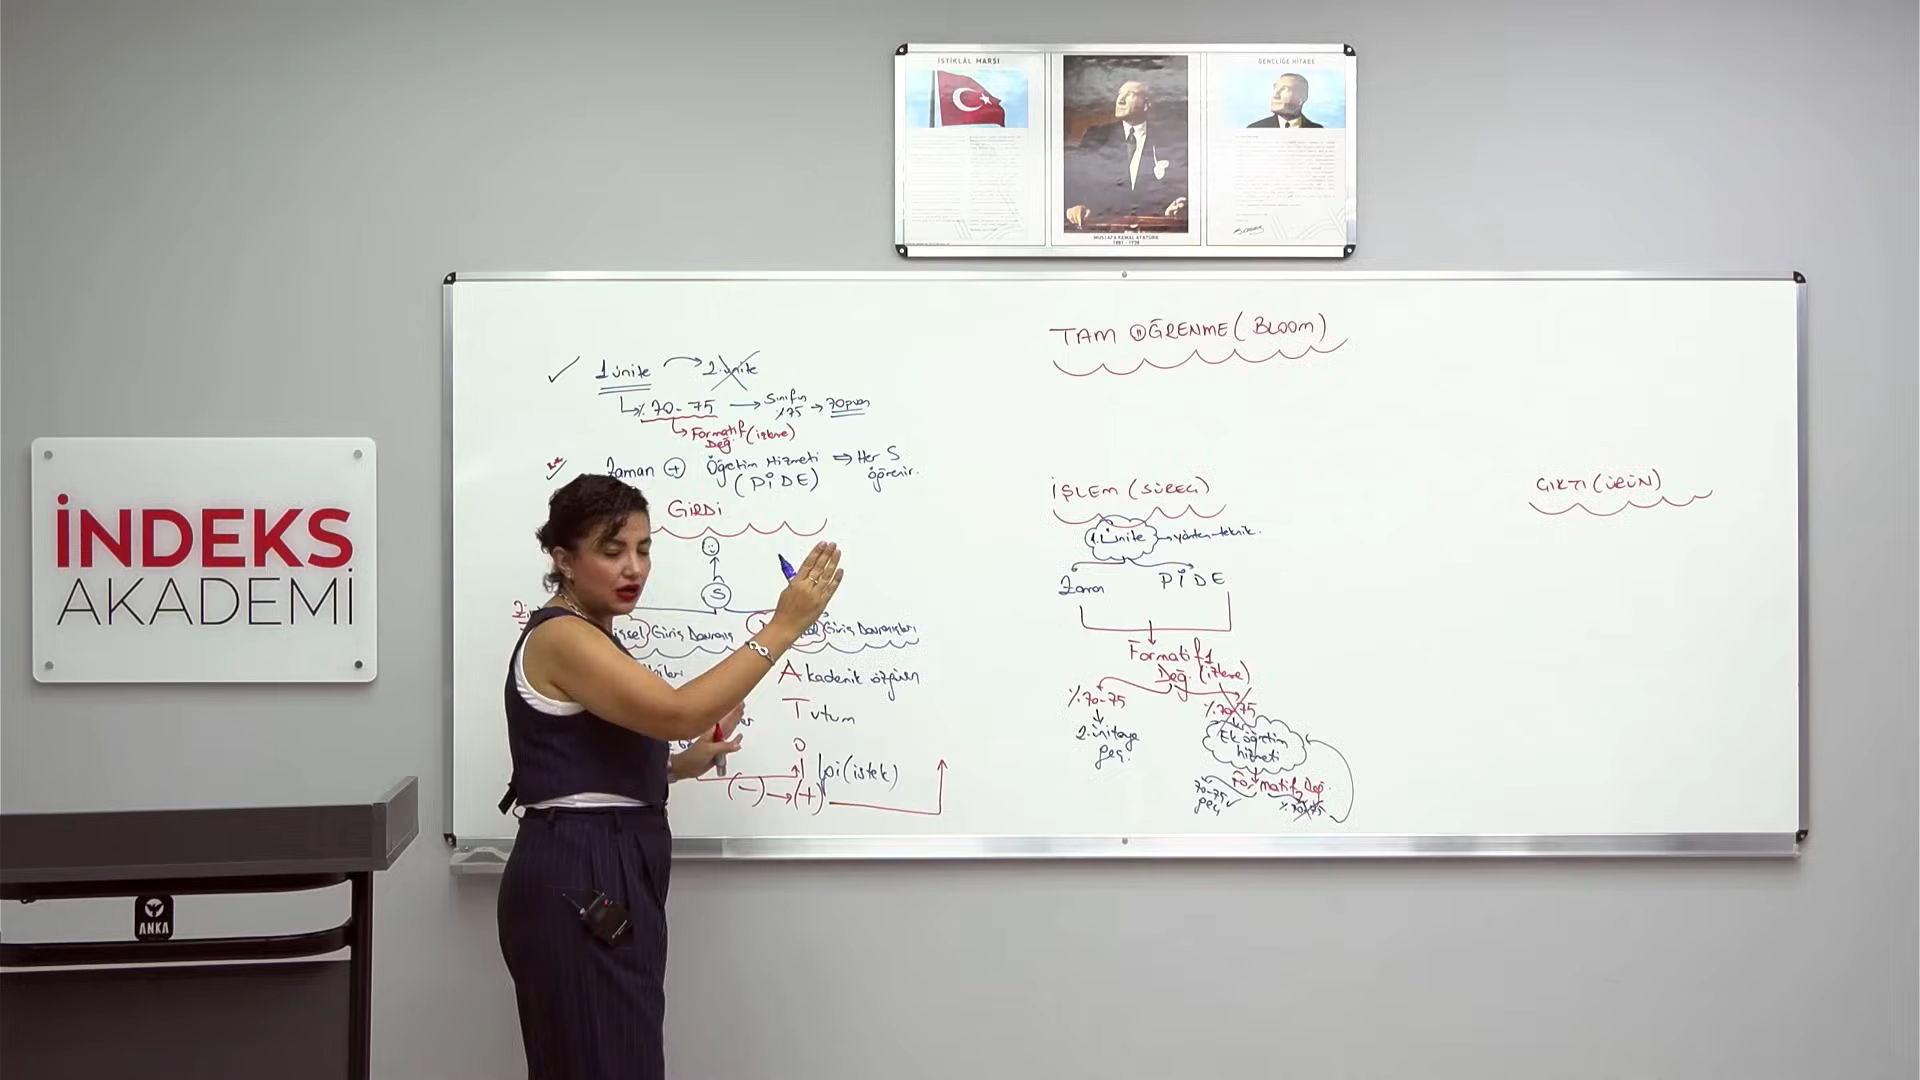 İSTİKLÂL MARŞI
GENÇLİĞE HİTABE
MUSTAFA KEMAL ATATÜRK
1881 - 1938
TAM ÖĞRENME (BLOOM)
✓ 1 ünite → 2. ünite
% 70-75 → Sınıfın %75 → 70 puan
Formatif (izleme)
Değ.
Zaman + Öğretim Hizmeti ⇒ Her S
(PİDE) öğrenir.
GİRDİ
S
Giriş Davranış
Giriş Davranışları
Akademik özgüven
Tutum
İlgi (istek)
(-) → (+)
İŞLEM (SÜREÇ)
1. Ünite → yöntem-teknik.
Zaman PİDE
Formatif 1
Değ. (izleme)
% 70-75 % 70-75
2. üniteye
geç.
Ek öğretim
hizmeti
Formatif 2 Değ.
70-75 % 70-75
geç
ÇIKTI (ÜRÜN)
İNDEKS
AKADEMİ
ANKA